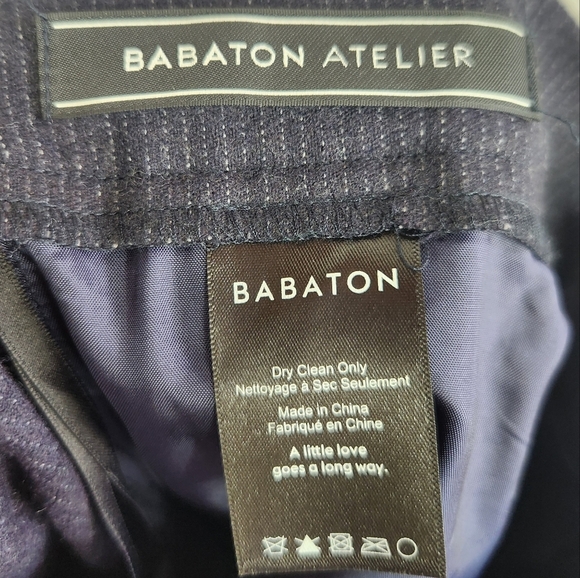 BABATON ATELIER
BABATON
Dry Clean Only
Nettoyage à Sec Seulement
Made in China
Fabriqué en Chine
A little love
goes a long way.